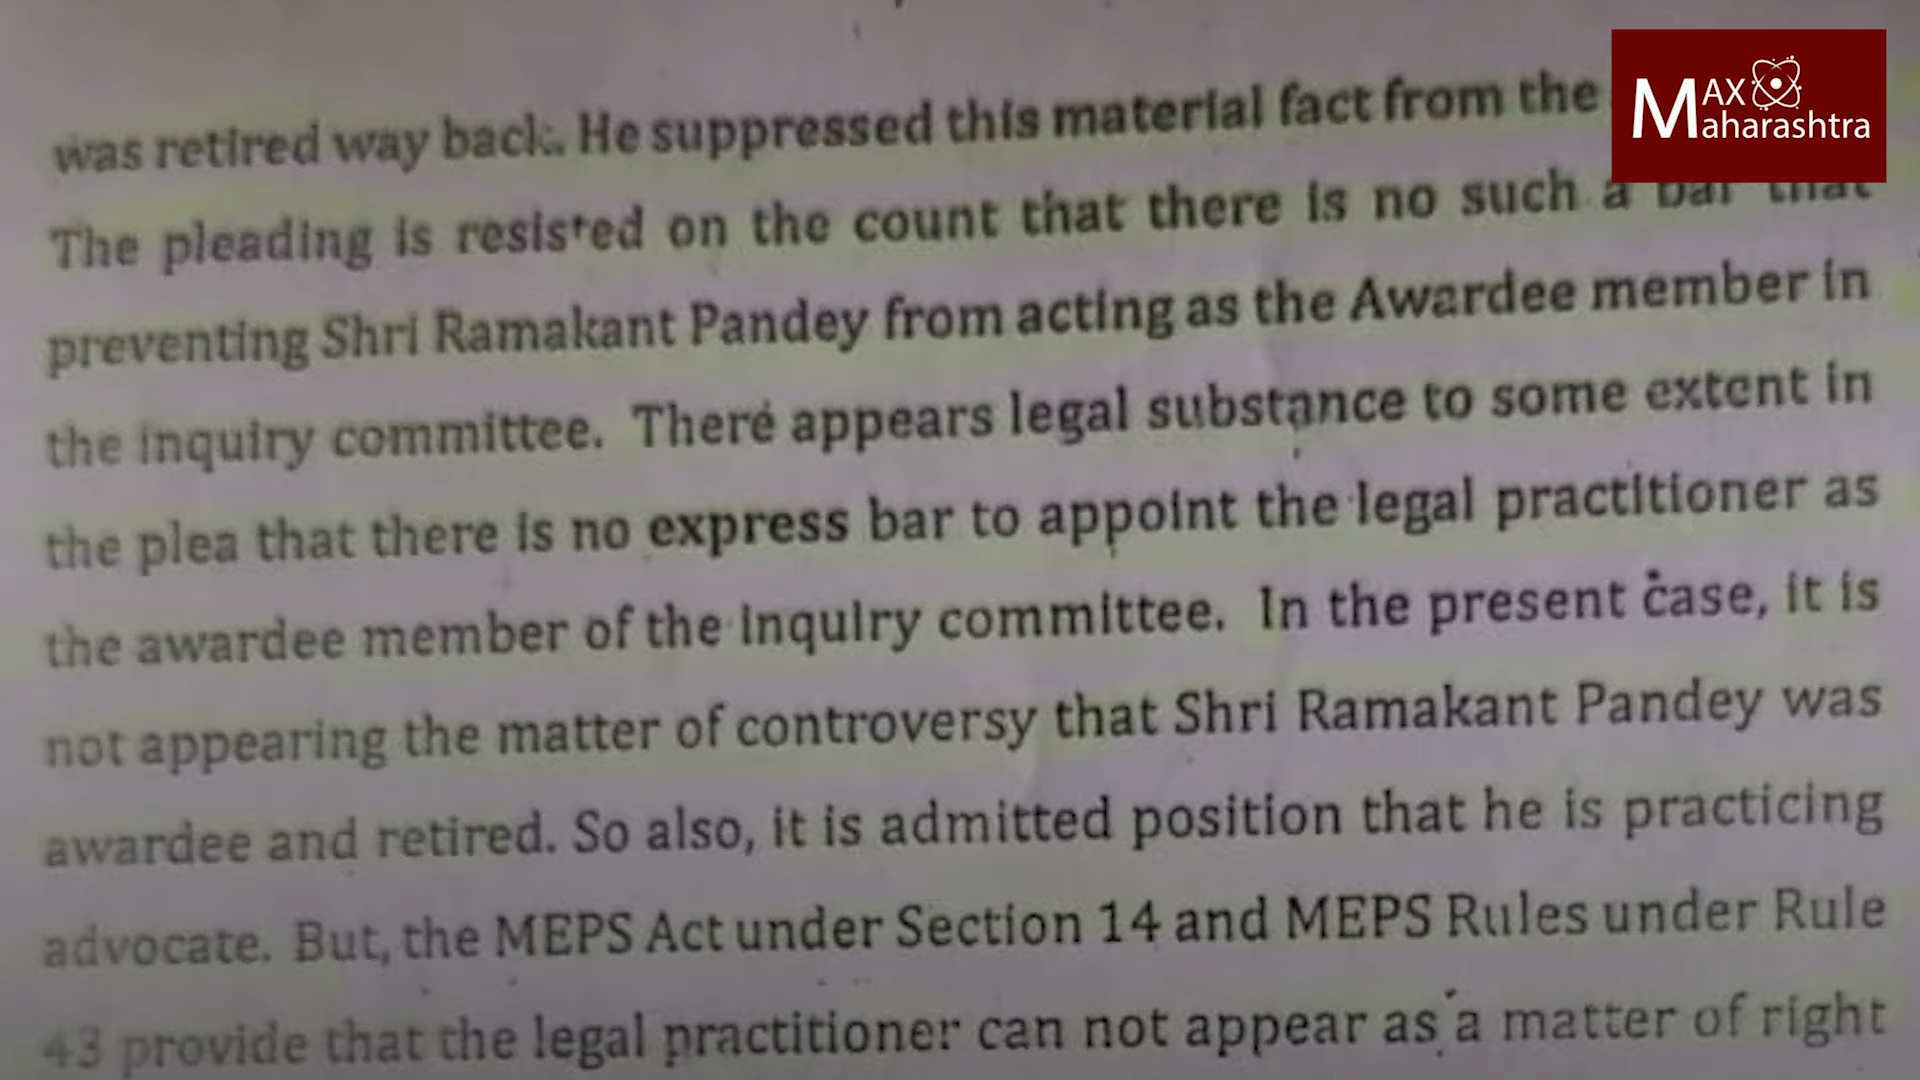 MAX
Maharashtra
was retired way back. He suppressed this material fact from the
The pleading is resisted on the count that there is no such a bar that
preventing Shri Ramakant Pandey from acting as the Awardee member in
the inquiry committee. There appears legal substance to some extent in
the plea that there is no express bar to appoint the legal practitioner as
the awardee member of the inquiry committee. In the present case, it is
not appearing the matter of controversy that Shri Ramakant Pandey was
awardee and retired. So also, it is admitted position that he is practicing
advocate. But, the MEPS Act under Section 14 and MEPS Rules under Rule
43 provide that the legal practitioner can not appear as a matter of right